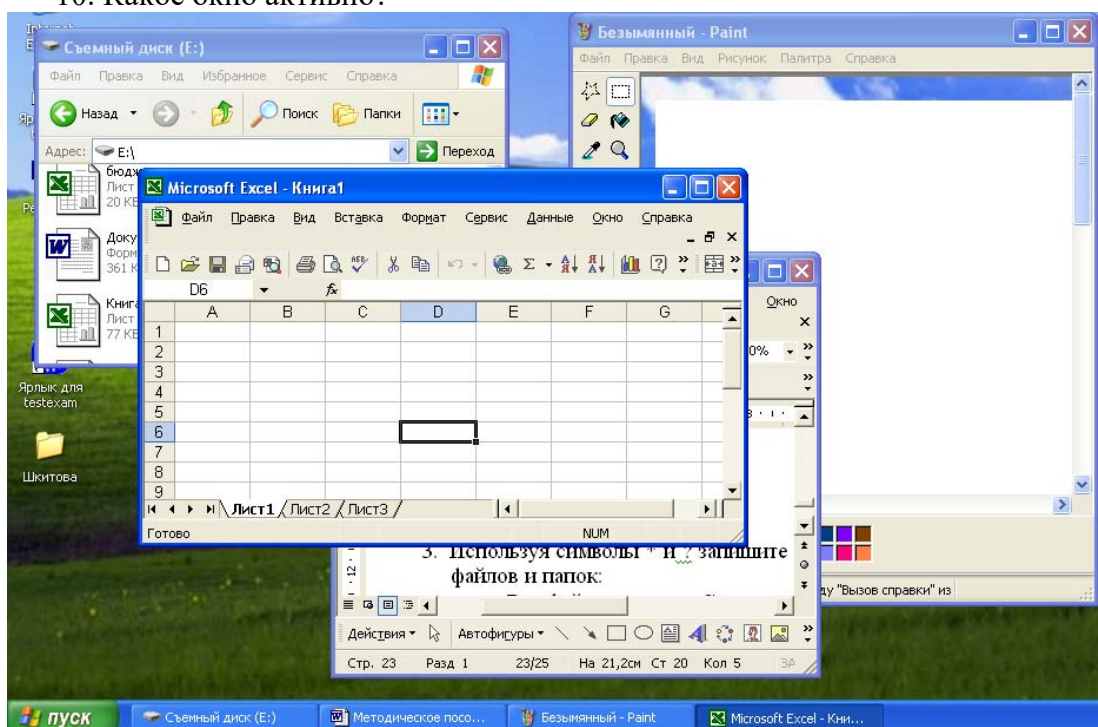 10. Какое окно активно?
Съемный диск (E:)
Файл Правка Вид Избранное Сервис Справка
Назад Поиск Папки
Адрес: E:\ Переход
Лист
20 КБ
Доку
Форм
361 К
Книга
Лист
77 КБ
Безымянный - Paint
Файл Правка Вид Рисунок Палитра Справка
Microsoft Excel - Книга1
Файл Правка Вид Вставка Формат Сервис Данные Окно Справка
D6 fx
A B C D E F G
1
2
3
4
5
6
7
8
9
Лист1 Лист2 Лист3
Готово NUM
Окно
0%
3. Используя символы * и ? запишите
файлов и папок:
Действия Автофигуры
Стр. 23 Разд 1 23/25 На 21,2см Ст 20 Кол 5 ЗА
ду "Вызов справки" из
Ярлык для
testexam
Шкитова
пуск Съемный диск (E:) Методическое посо... Безымянный - Paint Microsoft Excel - Кни...